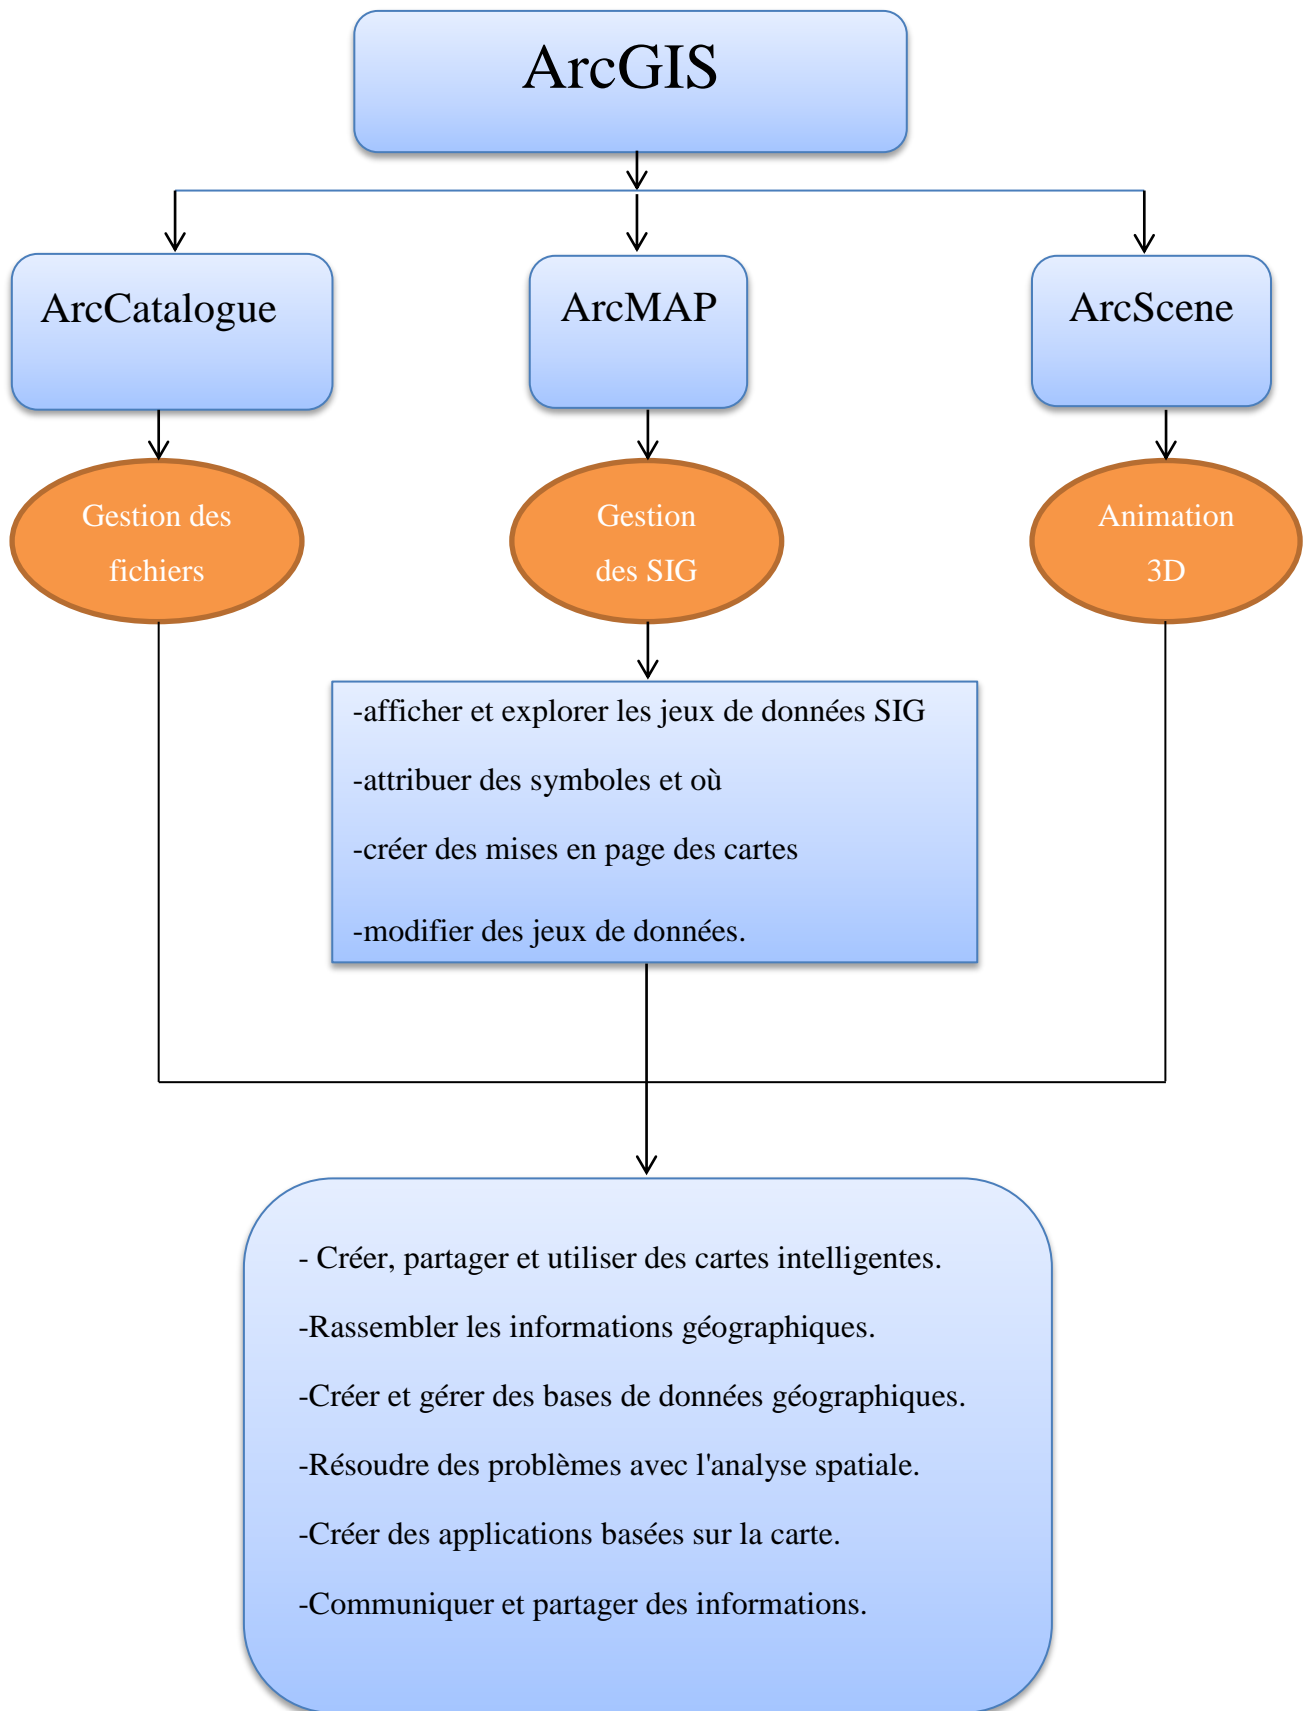 ArcGIS
ArcCatalogue
ArcMAP
ArcScene
Gestion des
fichiers
Gestion
des SIG
Animation
3D
-afficher et explorer les jeux de données SIG
-attribuer des symboles et où
-créer des mises en page des cartes
-modifier des jeux de données.
- Créer, partager et utiliser des cartes intelligentes.
-Rassembler les informations géographiques.
-Créer et gérer des bases de données géographiques.
-Résoudre des problèmes avec l'analyse spatiale.
-Créer des applications basées sur la carte.
-Communiquer et partager des informations.